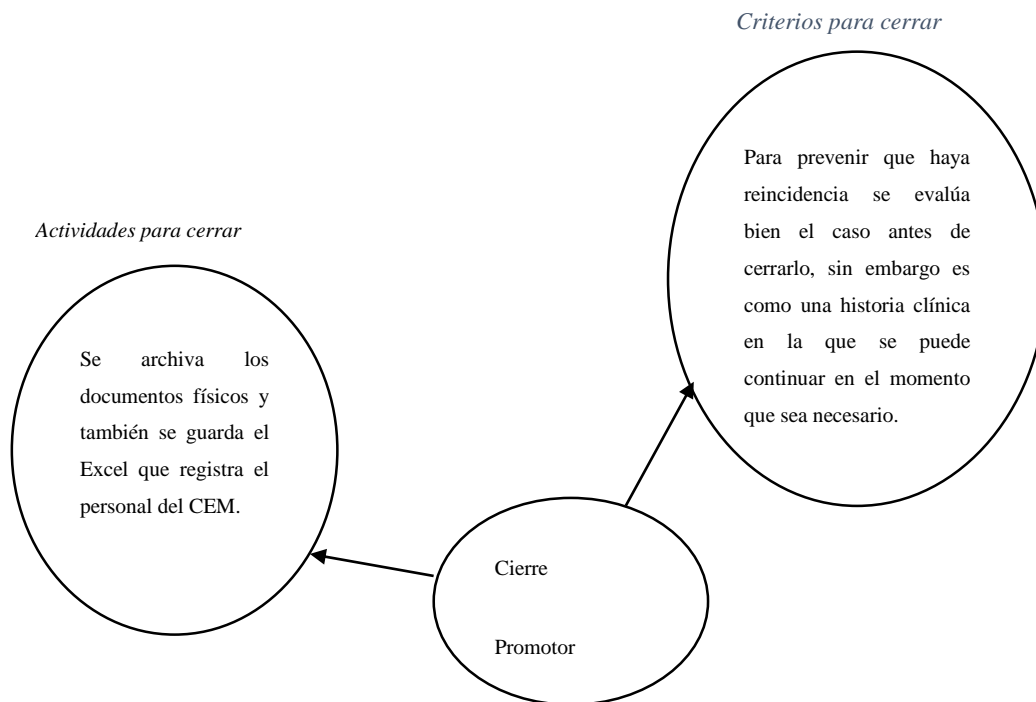 Criterios para cerrar
Para prevenir que haya
reincidencia se evalúa
bien el caso antes de
cerrarlo, sin embargo es
como una historia clínica
en la que se puede
continuar en el momento
que sea necesario.
Actividades para cerrar
Se archiva los
documentos físicos y
también se guarda el
Excel que registra el
personal del CEM.
Cierre
Promotor